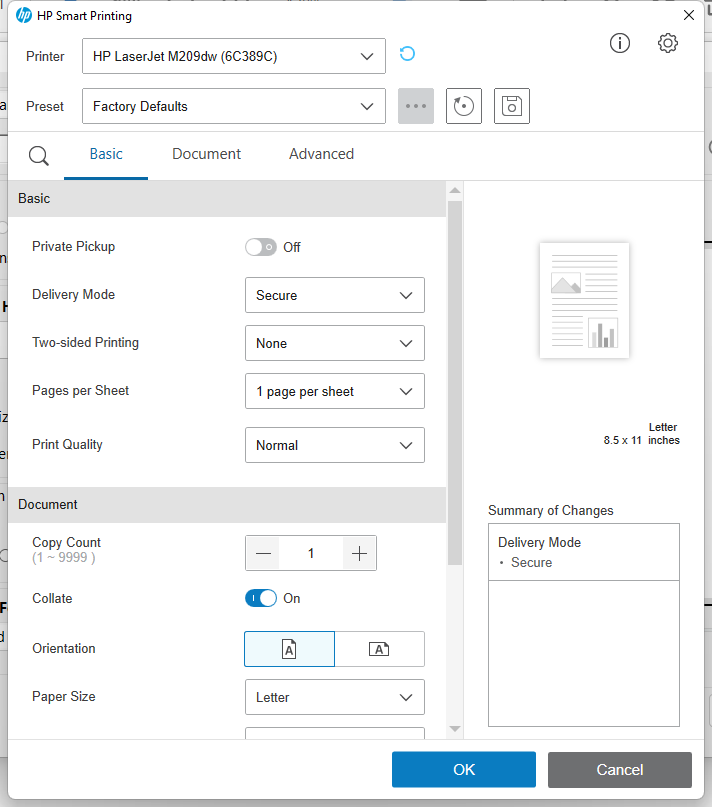 HP Smart Printing
Printer
HP LaserJet M209dw (6C389C)
Preset
Factory Defaults
Basic
Document
Advanced
Basic
Private Pickup
Off
Delivery Mode
Secure
Two-sided Printing
None
Pages per Sheet
1 page per sheet
Print Quality
Normal
Letter
8.5 x 11 inches
Document
Copy Count
(1 ~ 9999 )
1
Collate
On
Orientation
A
A
Paper Size
Letter
Summary of Changes
Delivery Mode
• Secure
OK
Cancel